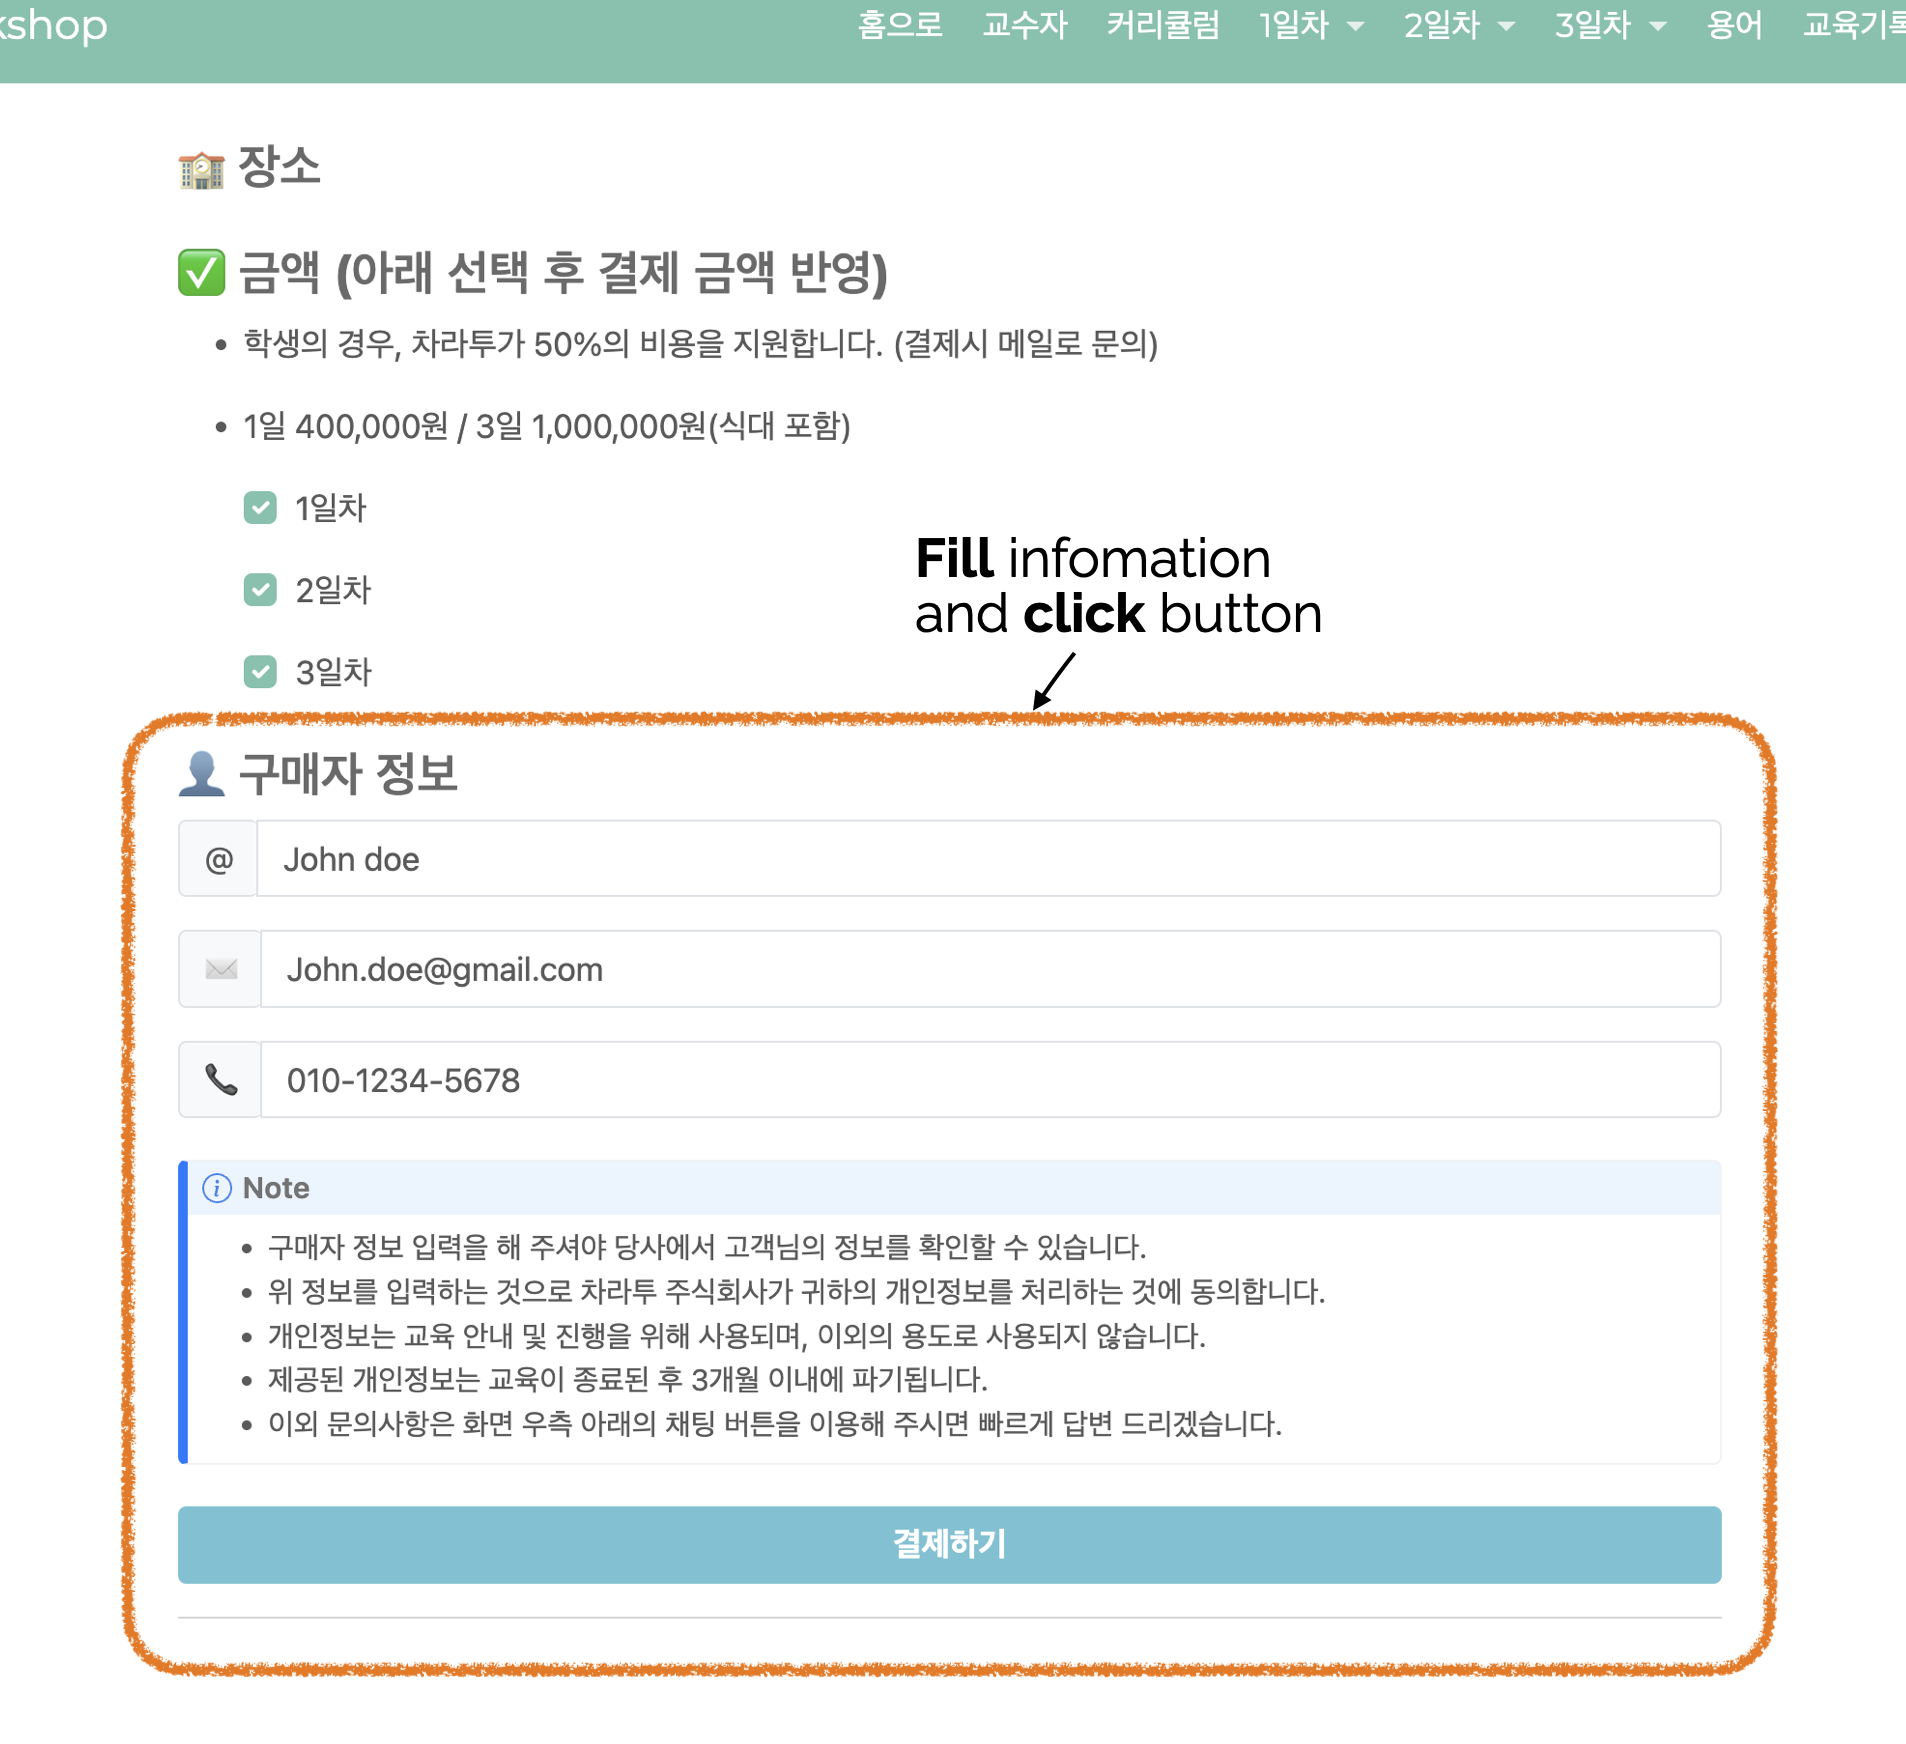 kshop 홈으로 교수자 커리큘럼 1일차 2일차 3일차 용어 교육기록
장소
금액 (아래 선택 후 결제 금액 반영)
학생의 경우, 차라투가 50%의 비용을 지원합니다. (결제시 메일로 문의)
1일 400,000원 / 3일 1,000,000원(식대 포함)
1일차
2일차
3일차
Fill infomation
and click button
구매자 정보
@ John doe
John.doe@gmail.com
010-1234-5678
Note
구매자 정보 입력을 해 주셔야 당사에서 고객님의 정보를 확인할 수 있습니다.
위 정보를 입력하는 것으로 차라투 주식회사가 귀하의 개인정보를 처리하는 것에 동의합니다.
개인정보는 교육 안내 및 진행을 위해 사용되며, 이외의 용도로 사용되지 않습니다.
제공된 개인정보는 교육이 종료된 후 3개월 이내에 파기됩니다.
이외 문의사항은 화면 우측 아래의 채팅 버튼을 이용해 주시면 빠르게 답변 드리겠습니다.
결제하기